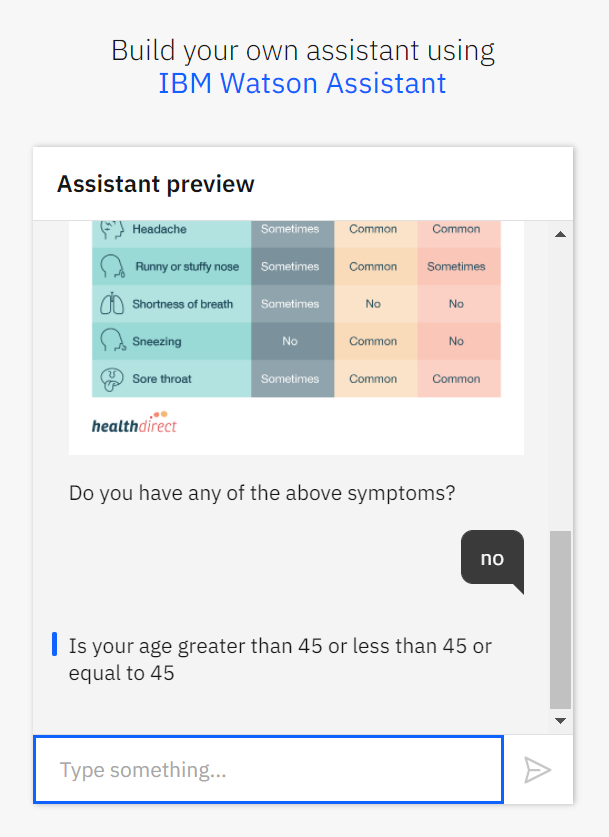 Build your own assistant using
IBM Watson Assistant
Assistant preview
Headache Sometimes Common Common
Runny or stuffy nose Sometimes Common Sometimes
Shortness of breath Sometimes No No
Sneezing No Common No
Sore throat Sometimes Common Common
healthdirect
Do you have any of the above symptoms?
no
Is your age greater than 45 or less than 45 or
equal to 45
Type something...